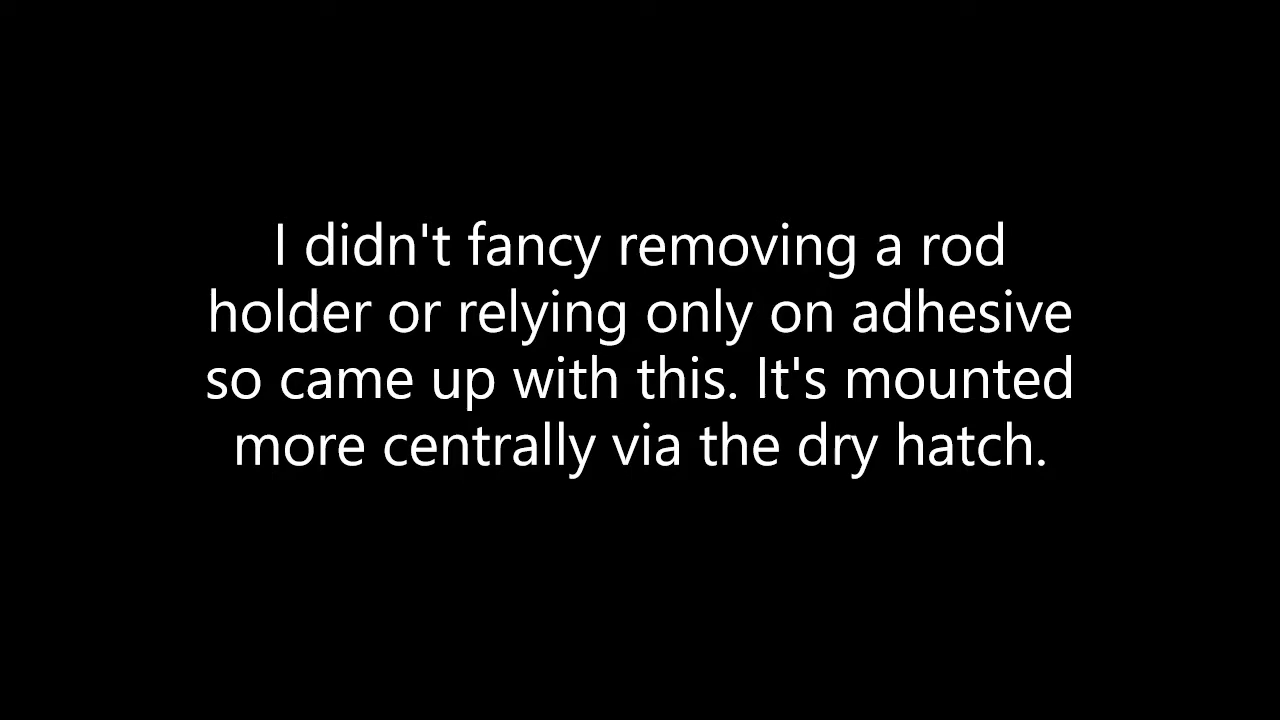 I didn't fancy removing a rod
holder or relying only on adhesive
so came up with this. It's mounted
more centrally via the dry hatch.